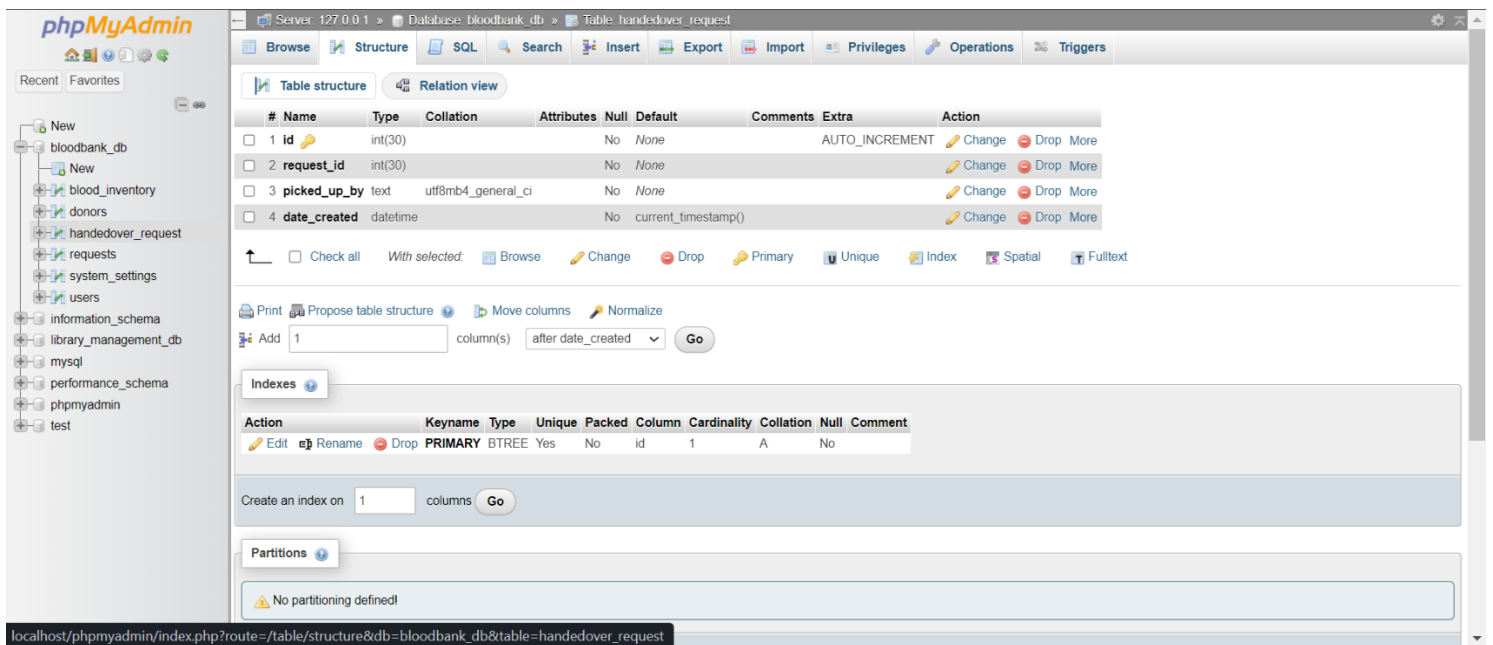 phpMyAdmin
Recent Favorites
New
bloodbank_db
New
blood_inventory
donors
handedover_request
requests
system_settings
users
information_schema
library_management_db
mysql
performance_schema
phpmyadmin
test
Server: 127.0.0.1 » Database: bloodbank_db » Table: handedover_request
Browse Structure SQL Search Insert Export Import Privileges Operations Triggers
Table structure Relation view
# Name Type Collation Attributes Null Default Comments Extra Action
1 id int(30) No None AUTO_INCREMENT Change Drop More
2 request_id int(30) No None Change Drop More
3 picked_up_by text utf8mb4_general_ci No None Change Drop More
4 date_created datetime No current_timestamp() Change Drop More
Check all With selected: Browse Change Drop Primary Unique Index Spatial Fulltext
Print Propose table structure Move columns Normalize
Add 1 column(s) after date_created Go
Indexes
Action Keyname Type Unique Packed Column Cardinality Collation Null Comment
Edit Rename Drop PRIMARY BTREE Yes No id 1 A No
Create an index on 1 columns Go
Partitions
No partitioning defined!
localhost/phpmyadmin/index.php?route=/table/structure&db=bloodbank_db&table=handedover_request